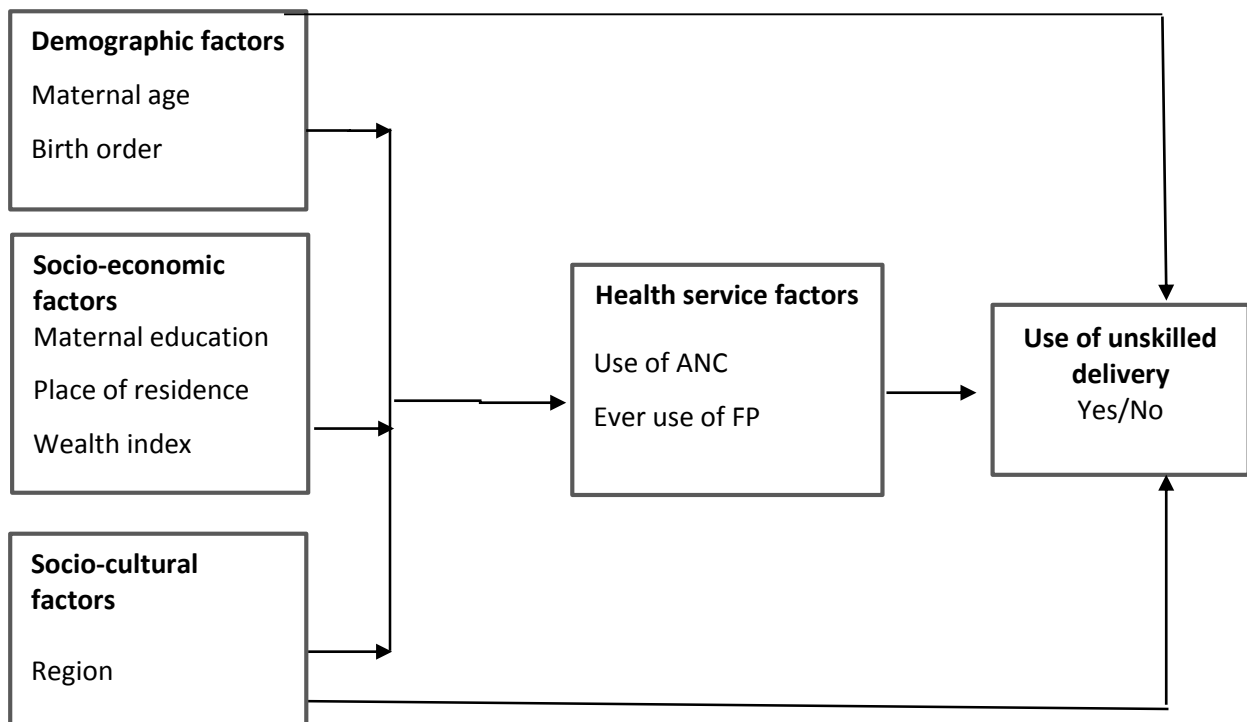 Demographic factors
Maternal age
Birth order
Socio-economic
factors
Maternal education
Place of residence
Wealth index
Socio-cultural
factors
Region
Health service factors
Use of ANC
Ever use of FP
Use of unskilled
delivery
Yes/No